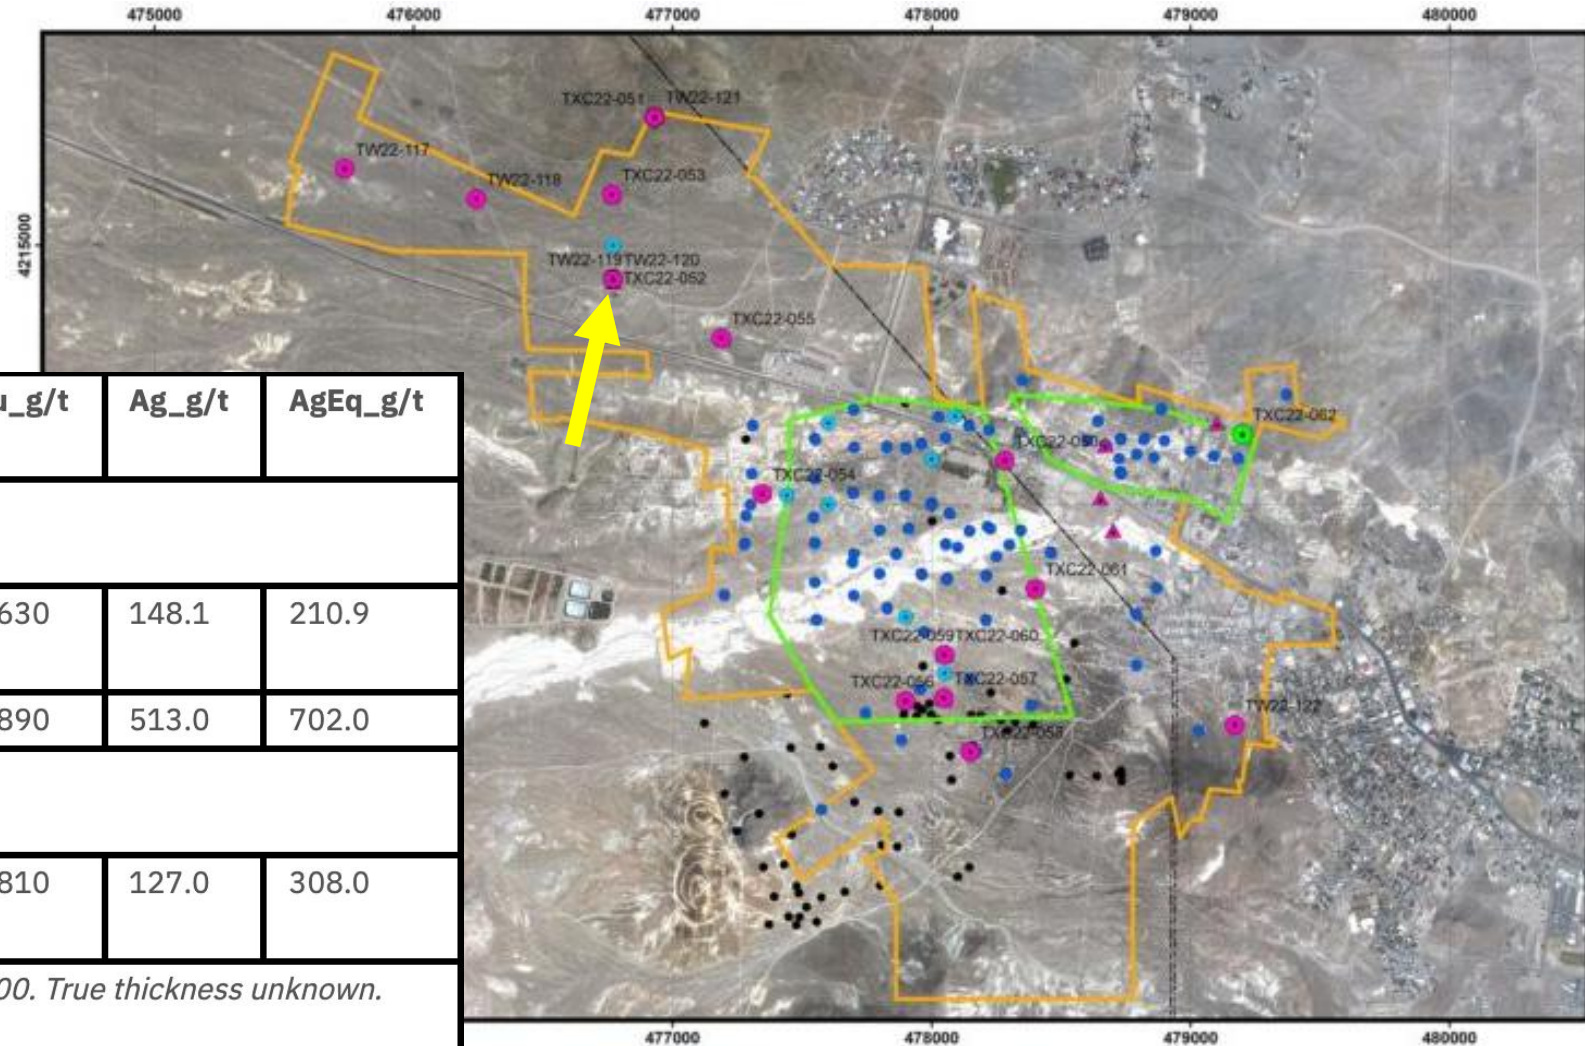 475000 476000 477000 478000 479000 480000
TXC22-051 TW22-121
TW22-117
TW22-118
TXC22-053
4215000
TW22-119 TW22-120
TXC22-052
TXC22-055
TXC22-062
TXC22-050
TXC22-054
TXC22-061
TXC22-059 TXC22-060
TXC22-056 TXC22-057
TW22-122
TXC22-058
u_g/t Ag_g/t AgEq_g/t
630 148.1 210.9
890 513.0 702.0
810 127.0 308.0
00. True thickness unknown.
477000 478000 479000 480000